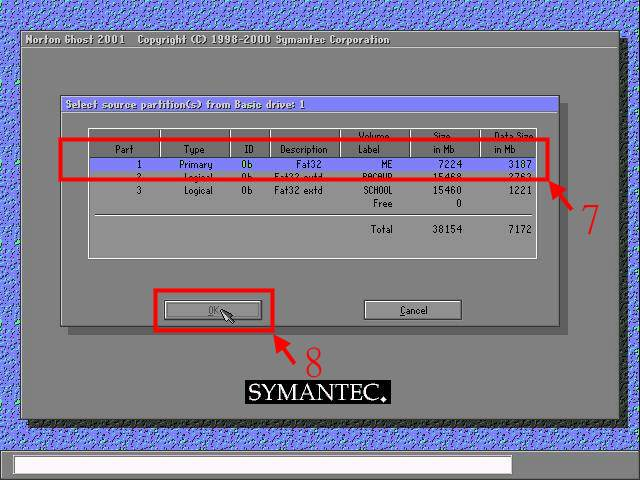 Norton Ghost 2001 Copyright (C) 1998-2000 Symantec Corporation
Select source partition(s) from Basic drive: 1
Volume Size Data Size
Part Type ID Description Label in Mb in Mb
1 Primary 0b Fat32 ME 7224 3187
2 Logical 0b Fat32 extd BACKUP 15468 2763
3 Logical 0b Fat32 extd SCHOOL 15460 1221
Free 0
Total 38154 7172
7
OK Cancel
8
SYMANTEC.